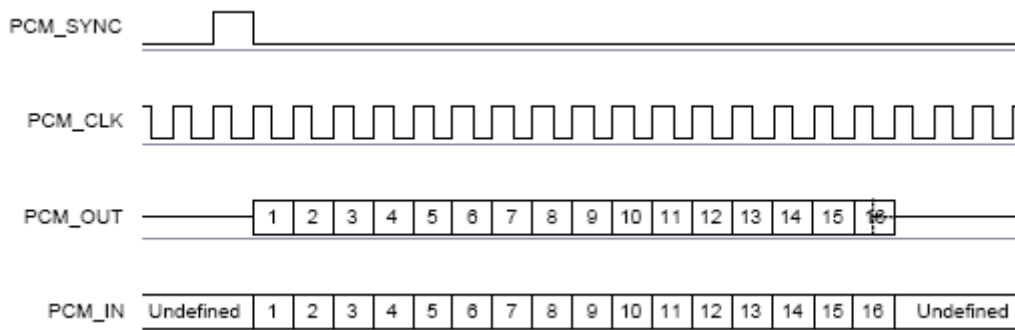 PCM_SYNC
PCM_CLK
PCM_OUT 1 2 3 4 5 6 7 8 9 10 11 12 13 14 15 16
PCM_IN Undefined 1 2 3 4 5 6 7 8 9 10 11 12 13 14 15 16 Undefined